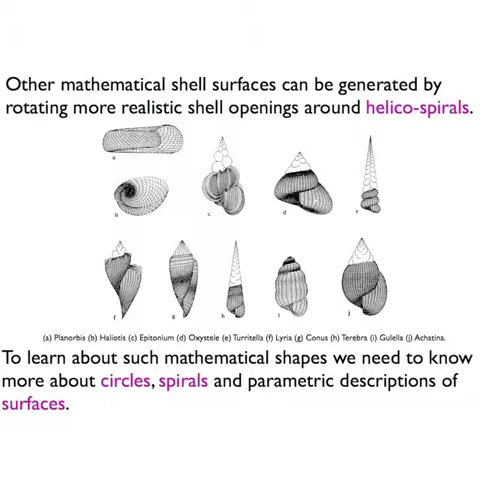 Other mathematical shell surfaces can be generated by
rotating more realistic shell openings around helico-spirals.
a
b
c
d
e
f
g
h
i
j
(a) Planorbis (b) Haliotis (c) Epitonium (d) Oxystele (e) Turritella (f) Lyria (g) Conus (h) Terebra (i) Gulella (j) Achatina.
To learn about such mathematical shapes we need to know
more about circles, spirals and parametric descriptions of
surfaces.